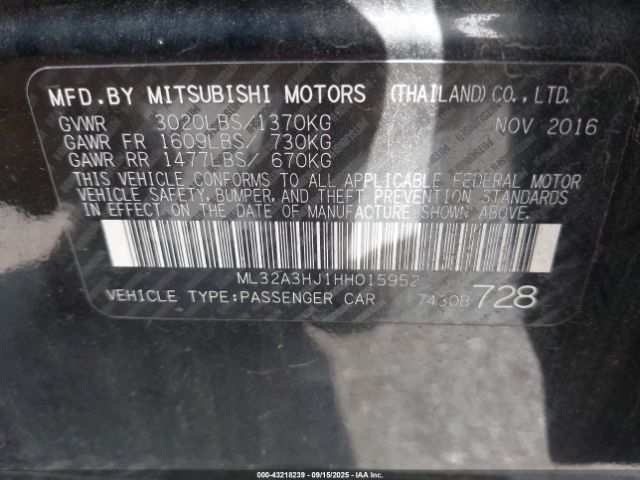 MFD.BY MITSUBISHI MOTORS (THAILAND)CO.,LTD.
GVWR 3020LBS/1370KG NOV 2016
GAWR FR 1609LBS/ 730KG
GAWR RR 1477LBS/ 670KG
THIS VEHICLE CONFORMS TO ALL APPLICABLE FEDERAL MOTOR
VEHICLE SAFETY, BUMPER, AND THEFT PREVENTION STANDARDS
IN EFFECT ON THE DATE OF MANUFACTURE SHOWN ABOVE.
ML32A3HJ1HH015952
VEHICLE TYPE:PASSENGER CAR 7430B 728
000-43218239 - 09/15/2025 - IAAI.COM